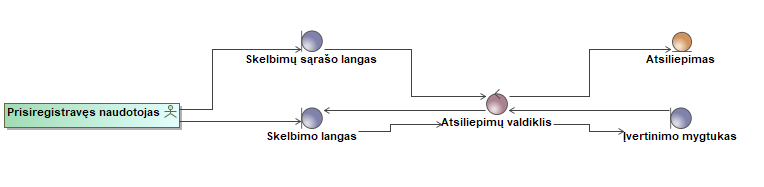 Skelbimų sąrašo langas
Atsiliepimas
Prisiregistravęs naudotojas
Skelbimo langas
Atsiliepimų valdiklis
Įvertinimo mygtukas